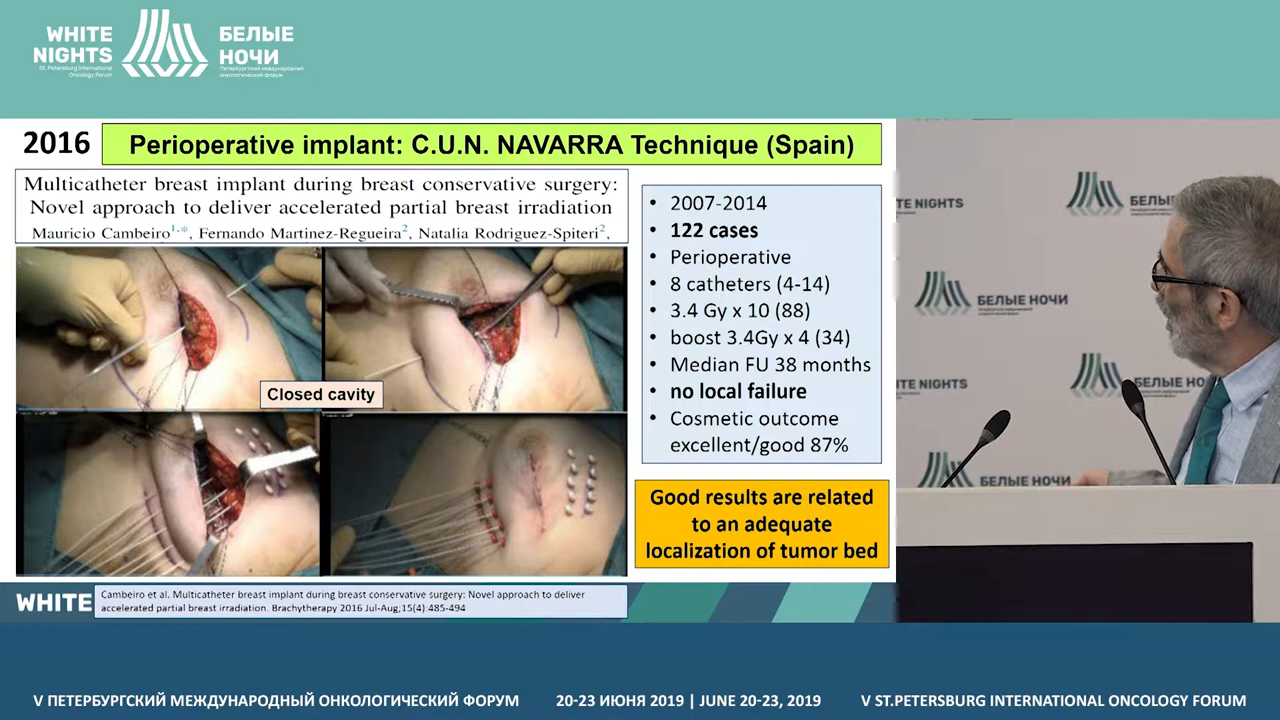 WHITE
NIGHTS
St. Petersburg International
Oncology Forum
БЕЛЫЕ
НОЧИ
Петербургский международный
онкологический форум
2016
Perioperative implant: C.U.N. NAVARRA Technique (Spain)
Multicatheter breast implant during breast conservative surgery:
Novel approach to deliver accelerated partial breast irradiation
Mauricio Cambeiro1,*, Fernando Martinez-Regueira2, Natalia Rodriguez-Spiteri2,
Closed cavity
• 2007-2014
• 122 cases
• Perioperative
• 8 catheters (4-14)
• 3.4 Gy x 10 (88)
• boost 3.4Gy x 4 (34)
• Median FU 38 months
• no local failure
• Cosmetic outcome
excellent/good 87%
Good results are related
to an adequate
localization of tumor bed
WHITE
Cambeiro et al. Multicatheter breast implant during breast conservative surgery: Novel approach to deliver
accelerated partial breast irradiation. Brachytherapy 2016 Jul-Aug;15(4):485-494
TE NIGHTS
БЕЛЫЕ НОЧИ
ITE NIGHTS
БЕЛЫЕ НО
БЕЛЫЕ НОЧИ
V ПЕТЕРБУРГСКИЙ МЕЖДУНАРОДНЫЙ ОНКОЛОГИЧЕСКИЙ ФОРУМ
20-23 ИЮНЯ 2019 | JUNE 20-23, 2019
V ST.PETERSBURG INTERNATIONAL ONCOLOGY FORUM